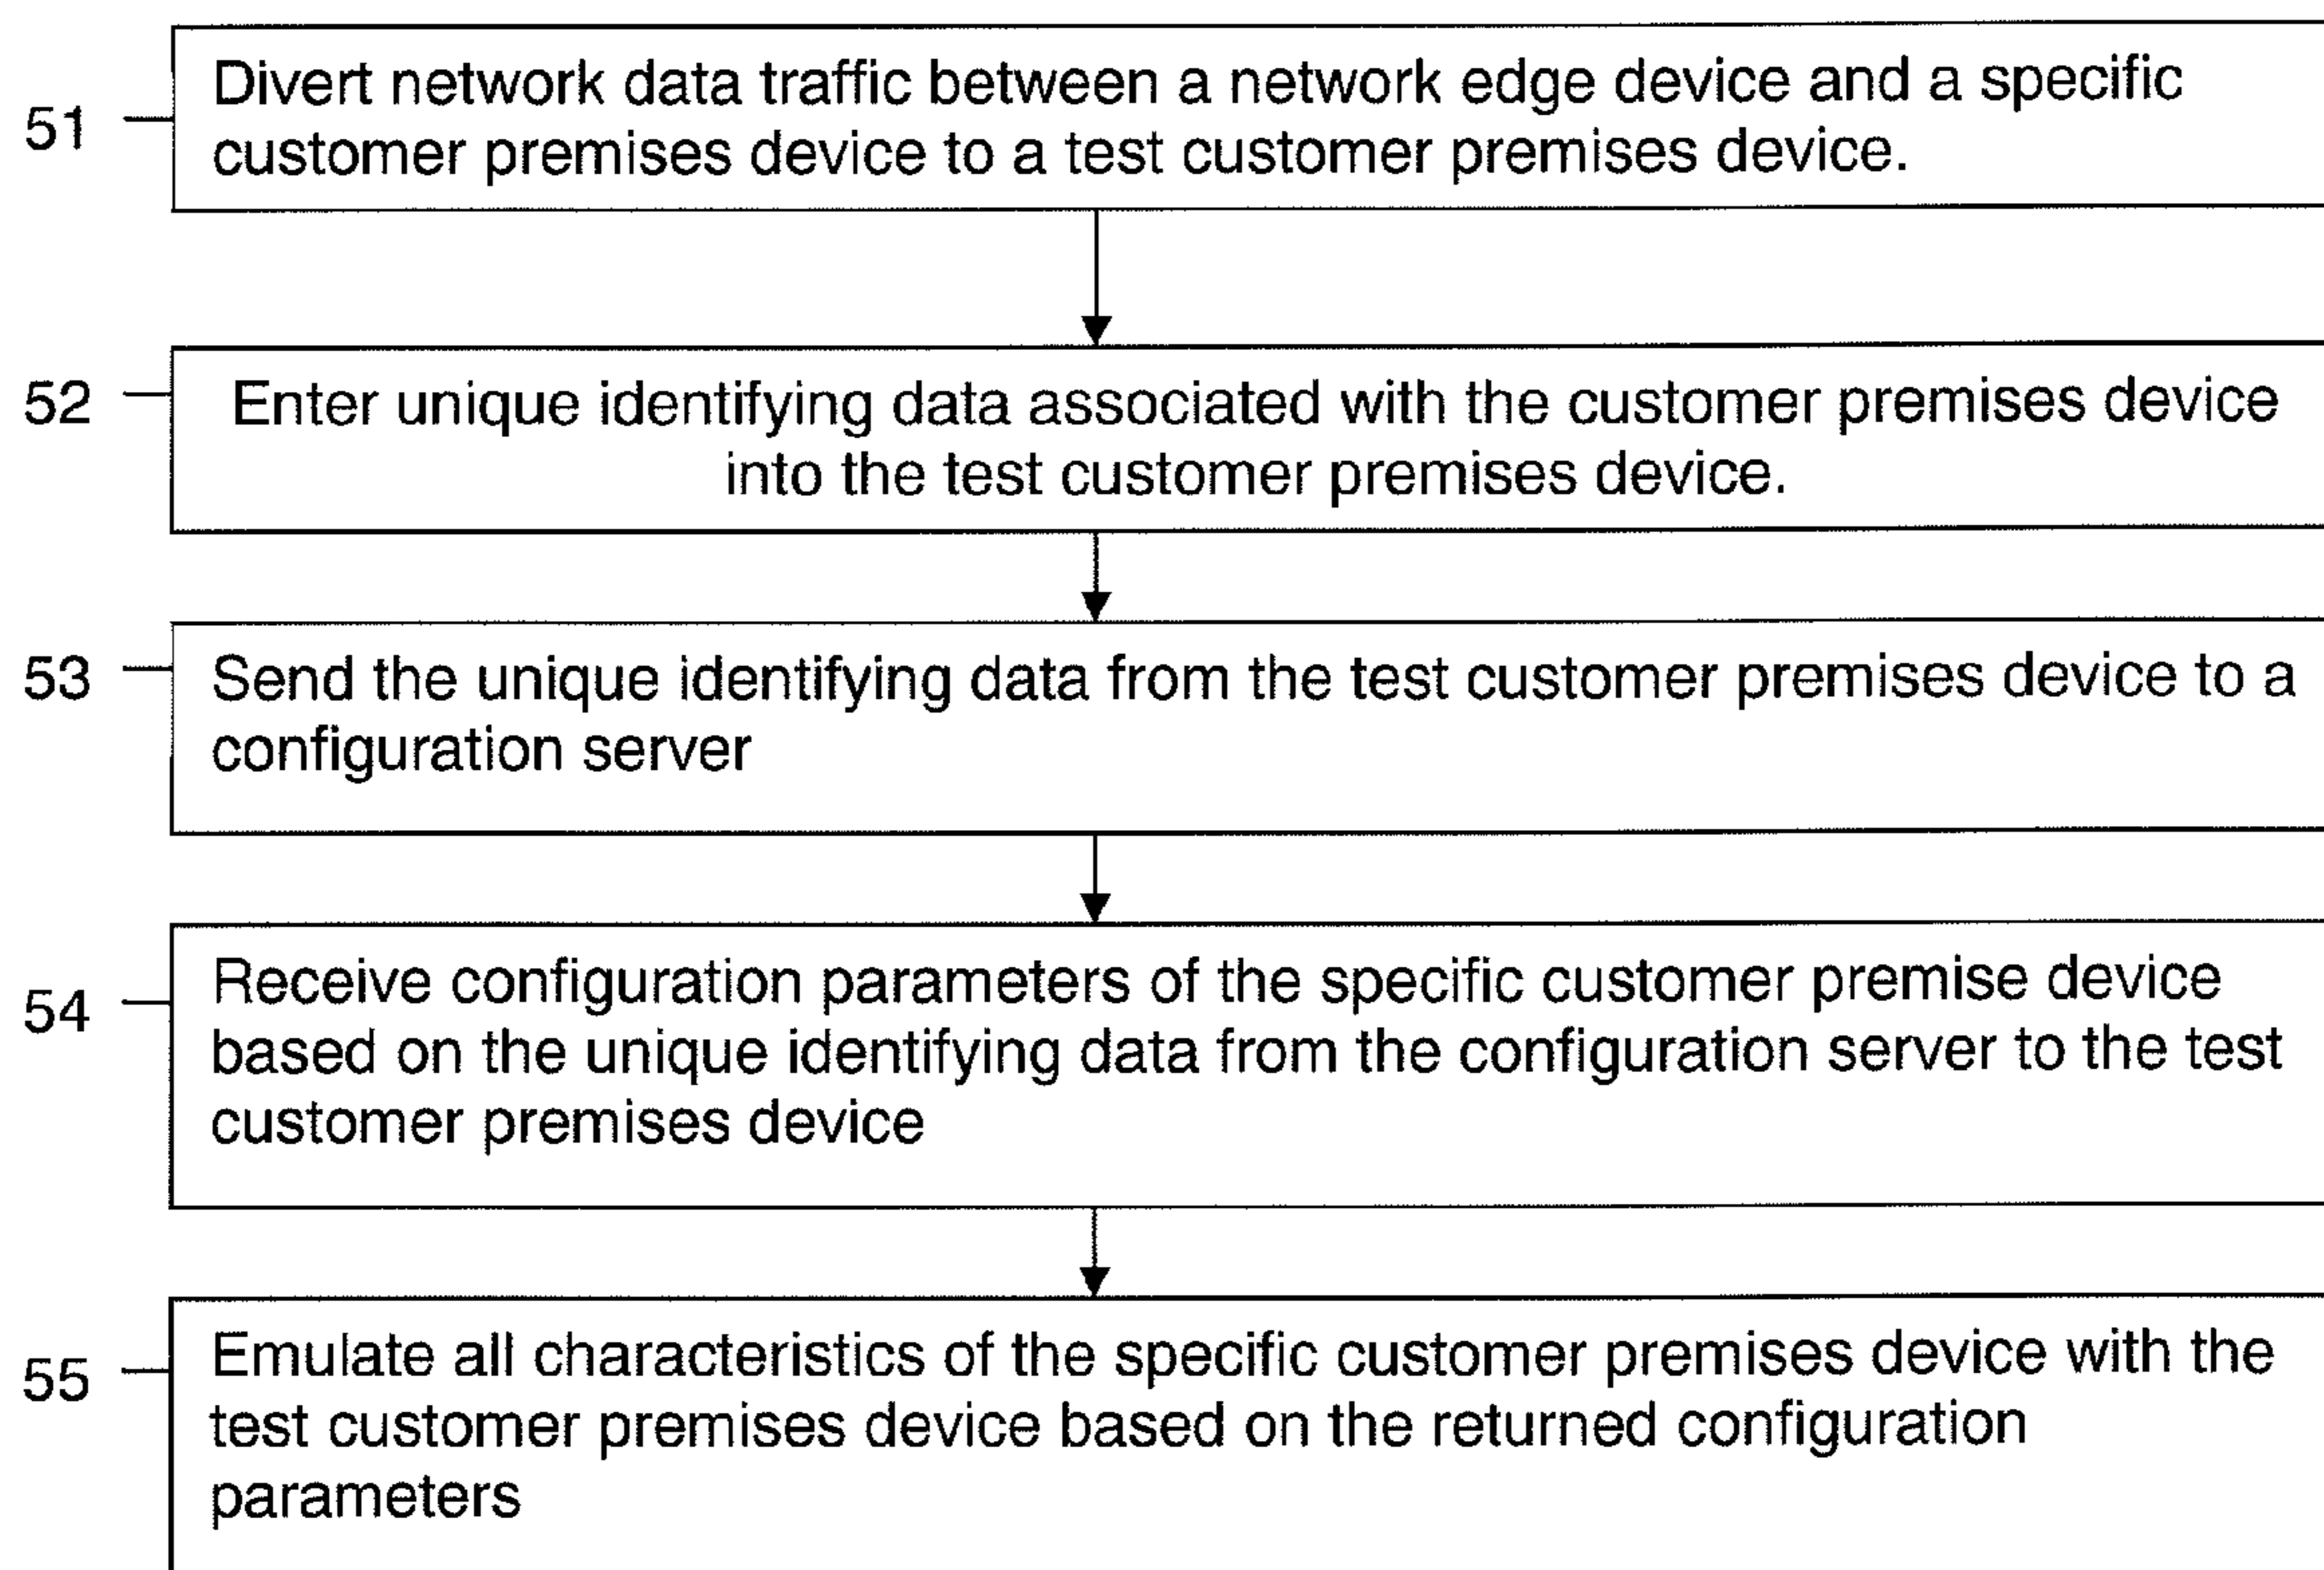 51
Divert network data traffic between a network edge device and a specific
customer premises device to a test customer premises device.
52
Enter unique identifying data associated with the customer premises device
into the test customer premises device.
53
Send the unique identifying data from the test customer premises device to a
configuration server
54
Receive configuration parameters of the specific customer premise device
based on the unique identifying data from the configuration server to the test
customer premises device
55
Emulate all characteristics of the specific customer premises device with the
test customer premises device based on the returned configuration
parameters